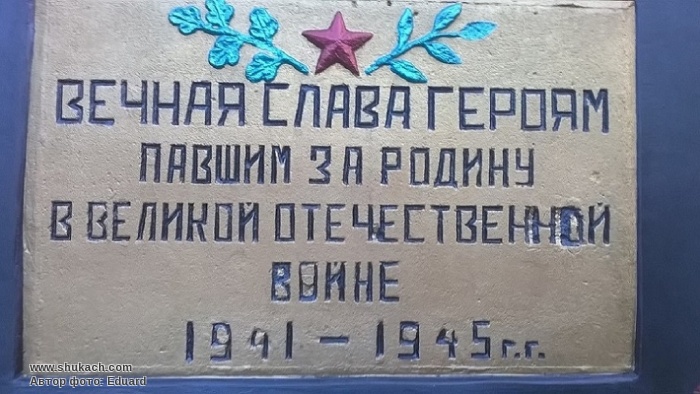 ВЕЧНАЯ СЛАВА ГЕРОЯМ
ПАВШИМ ЗА РОДИНУ
В ВЕЛИКОЙ ОТЕЧЕСТВЕННОЙ
ВОЙНЕ
1941 – 1945 г.г.
www.shukach.com
Автор фото: Eduard